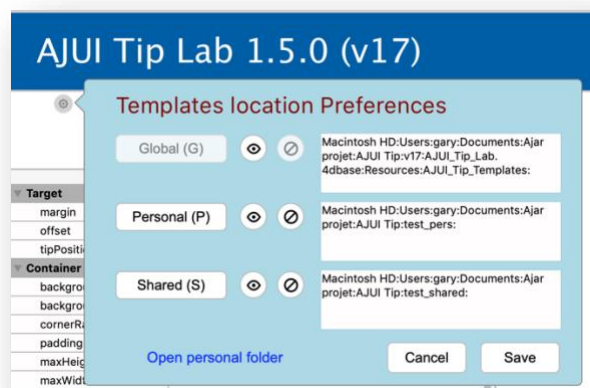 AJUI Tip Lab 1.5.0 (v17)
Templates location Preferences
Global (G)
Macintosh HD:Users:gary:Documents:Ajar
projet:AJUI Tip:v17:AJUI_Tip_Lab.
4dbase:Resources:AJUI_Tip_Templates:
Personal (P)
Macintosh HD:Users:gary:Documents:Ajar
projet:AJUI Tip:test_pers:
Shared (S)
Macintosh HD:Users:gary:Documents:Ajar
projet:AJUI Tip:test_shared:
Open personal folder
Cancel
Save
Target
margin
offset
tipPositi
Container
backgrou
backgrou
cornerRa
padding
maxHeig
maxWidt